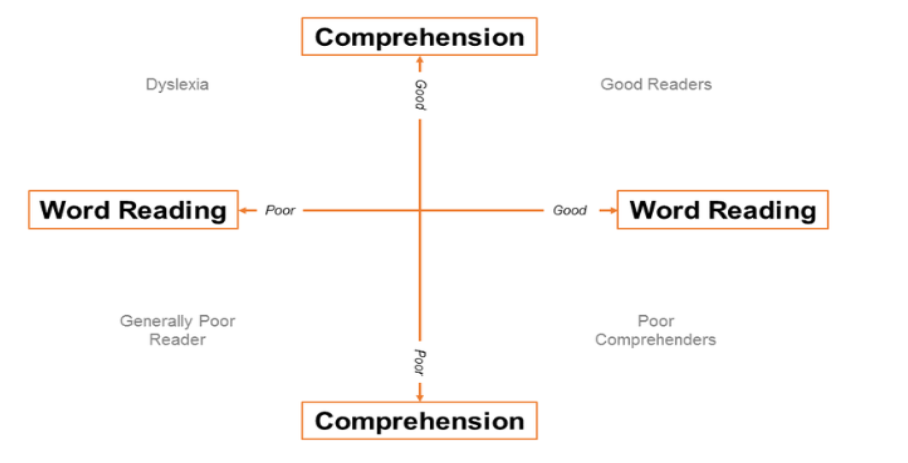 Comprehension
Dyslexia
Good
Good Readers
Word Reading
Poor
Good
Word Reading
Generally Poor
Reader
Poor
Poor
Comprehenders
Comprehension